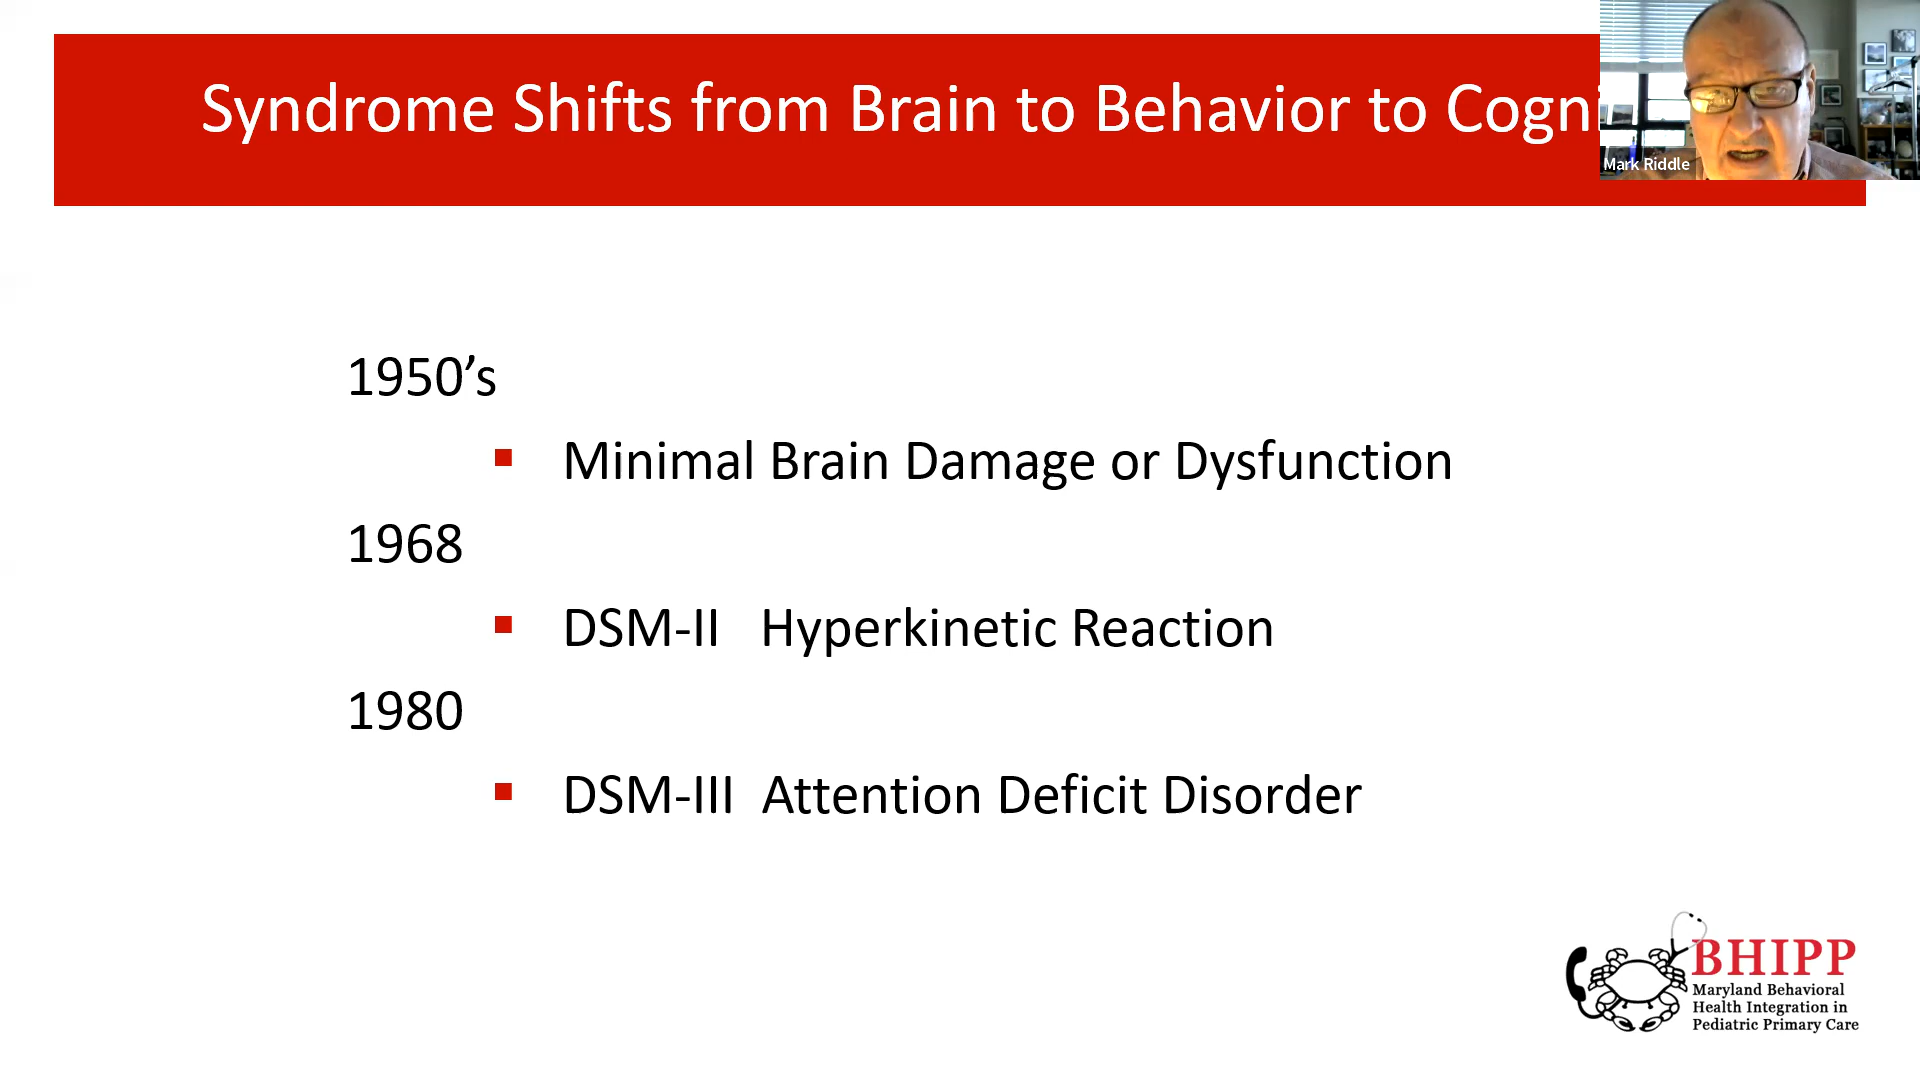 Syndrome Shifts from Brain to Behavior to Cogni
Mark Riddle
1950’s
▪ Minimal Brain Damage or Dysfunction
1968
▪ DSM-II Hyperkinetic Reaction
1980
▪ DSM-III Attention Deficit Disorder
BHIPP
Maryland Behavioral
Health Integration in
Pediatric Primary Care